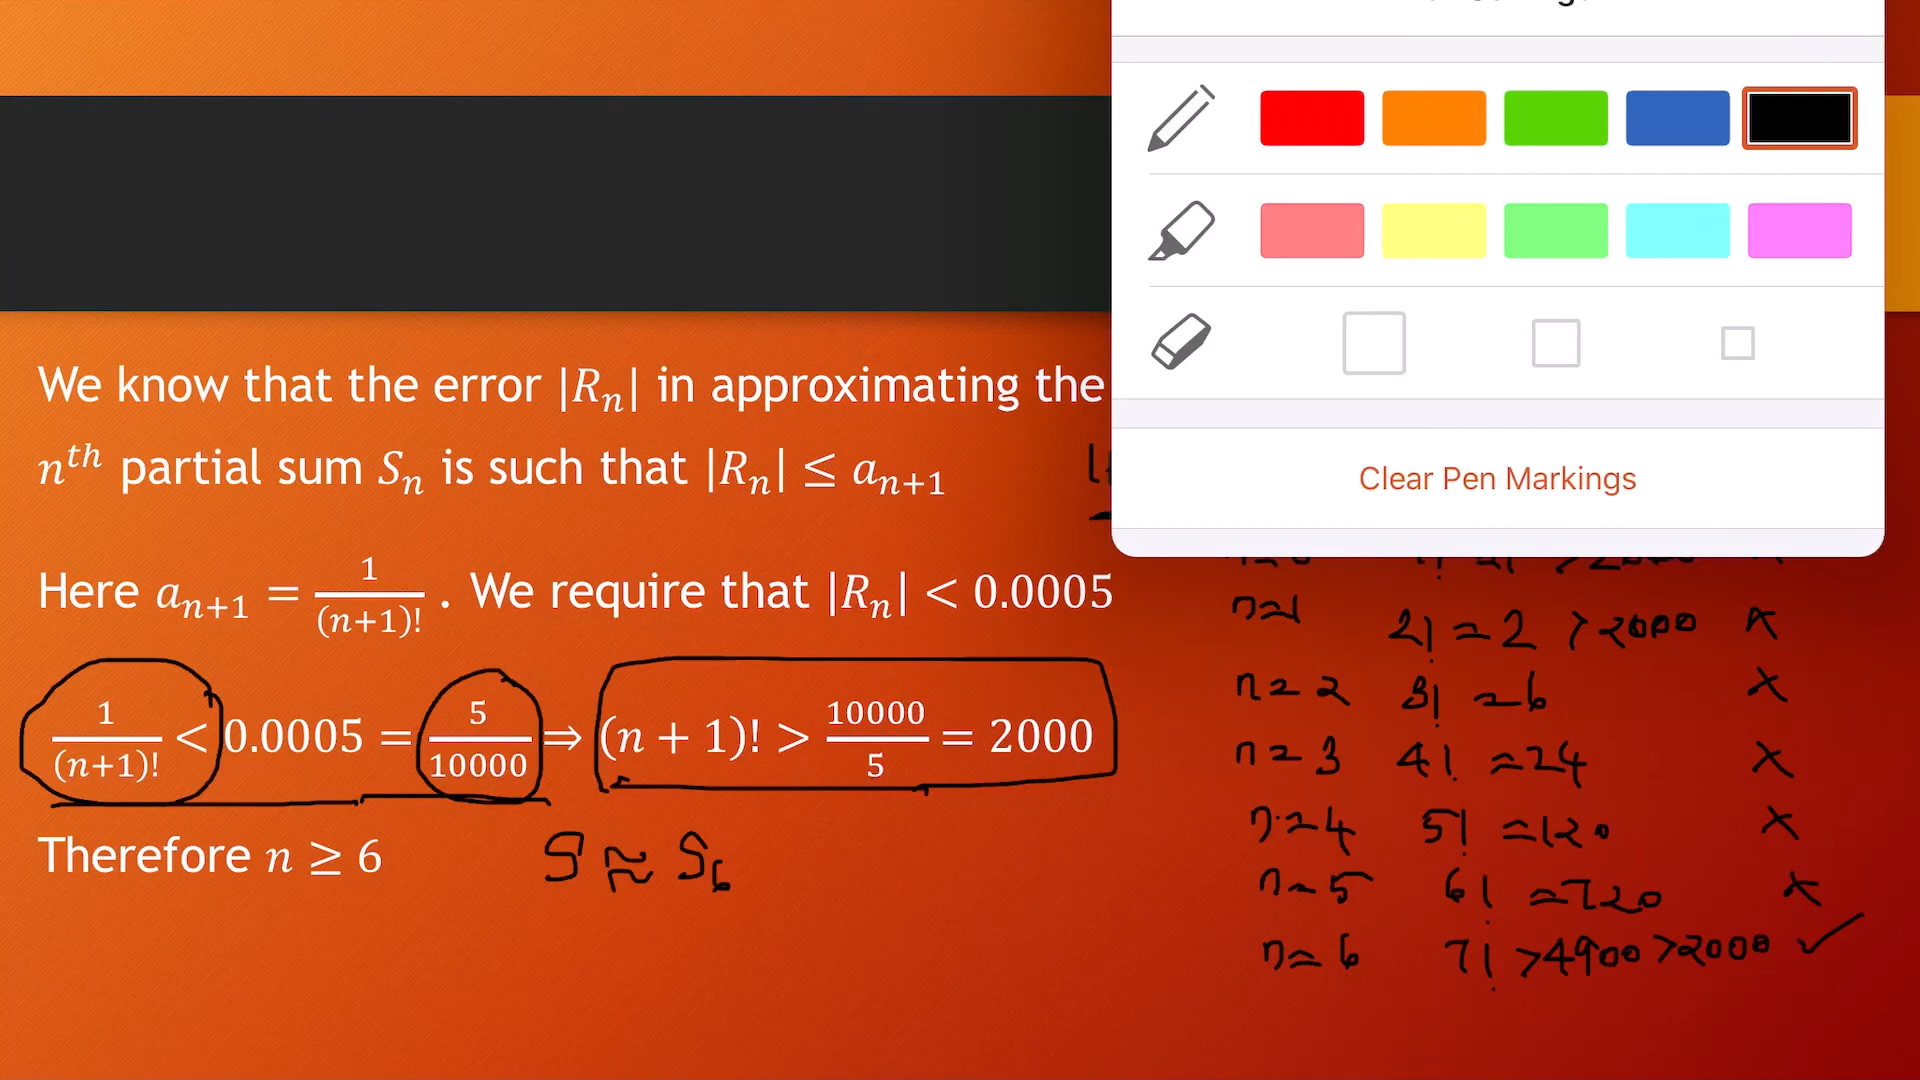 We know that the error |Rₙ| in approximating the
nᵗʰ partial sum Sₙ is such that |Rₙ| ≤ aₙ₊₁
Here aₙ₊₁ = 1/(n+1)! . We require that |Rₙ| < 0.0005
1/(n+1)! < 0.0005 = 5/10000 ⇒ (n + 1)! > 10000/5 = 2000
Therefore n ≥ 6 S ≈ S₆
Clear Pen Markings
n=1 2! = 2 > 2000 ×
n = 2 3! = 6 ×
n = 3 4! = 24 ×
n = 4 5! = 120 ×
n = 5 6! = 720 ×
n = 6 7! > 4900 > 2000 ✓